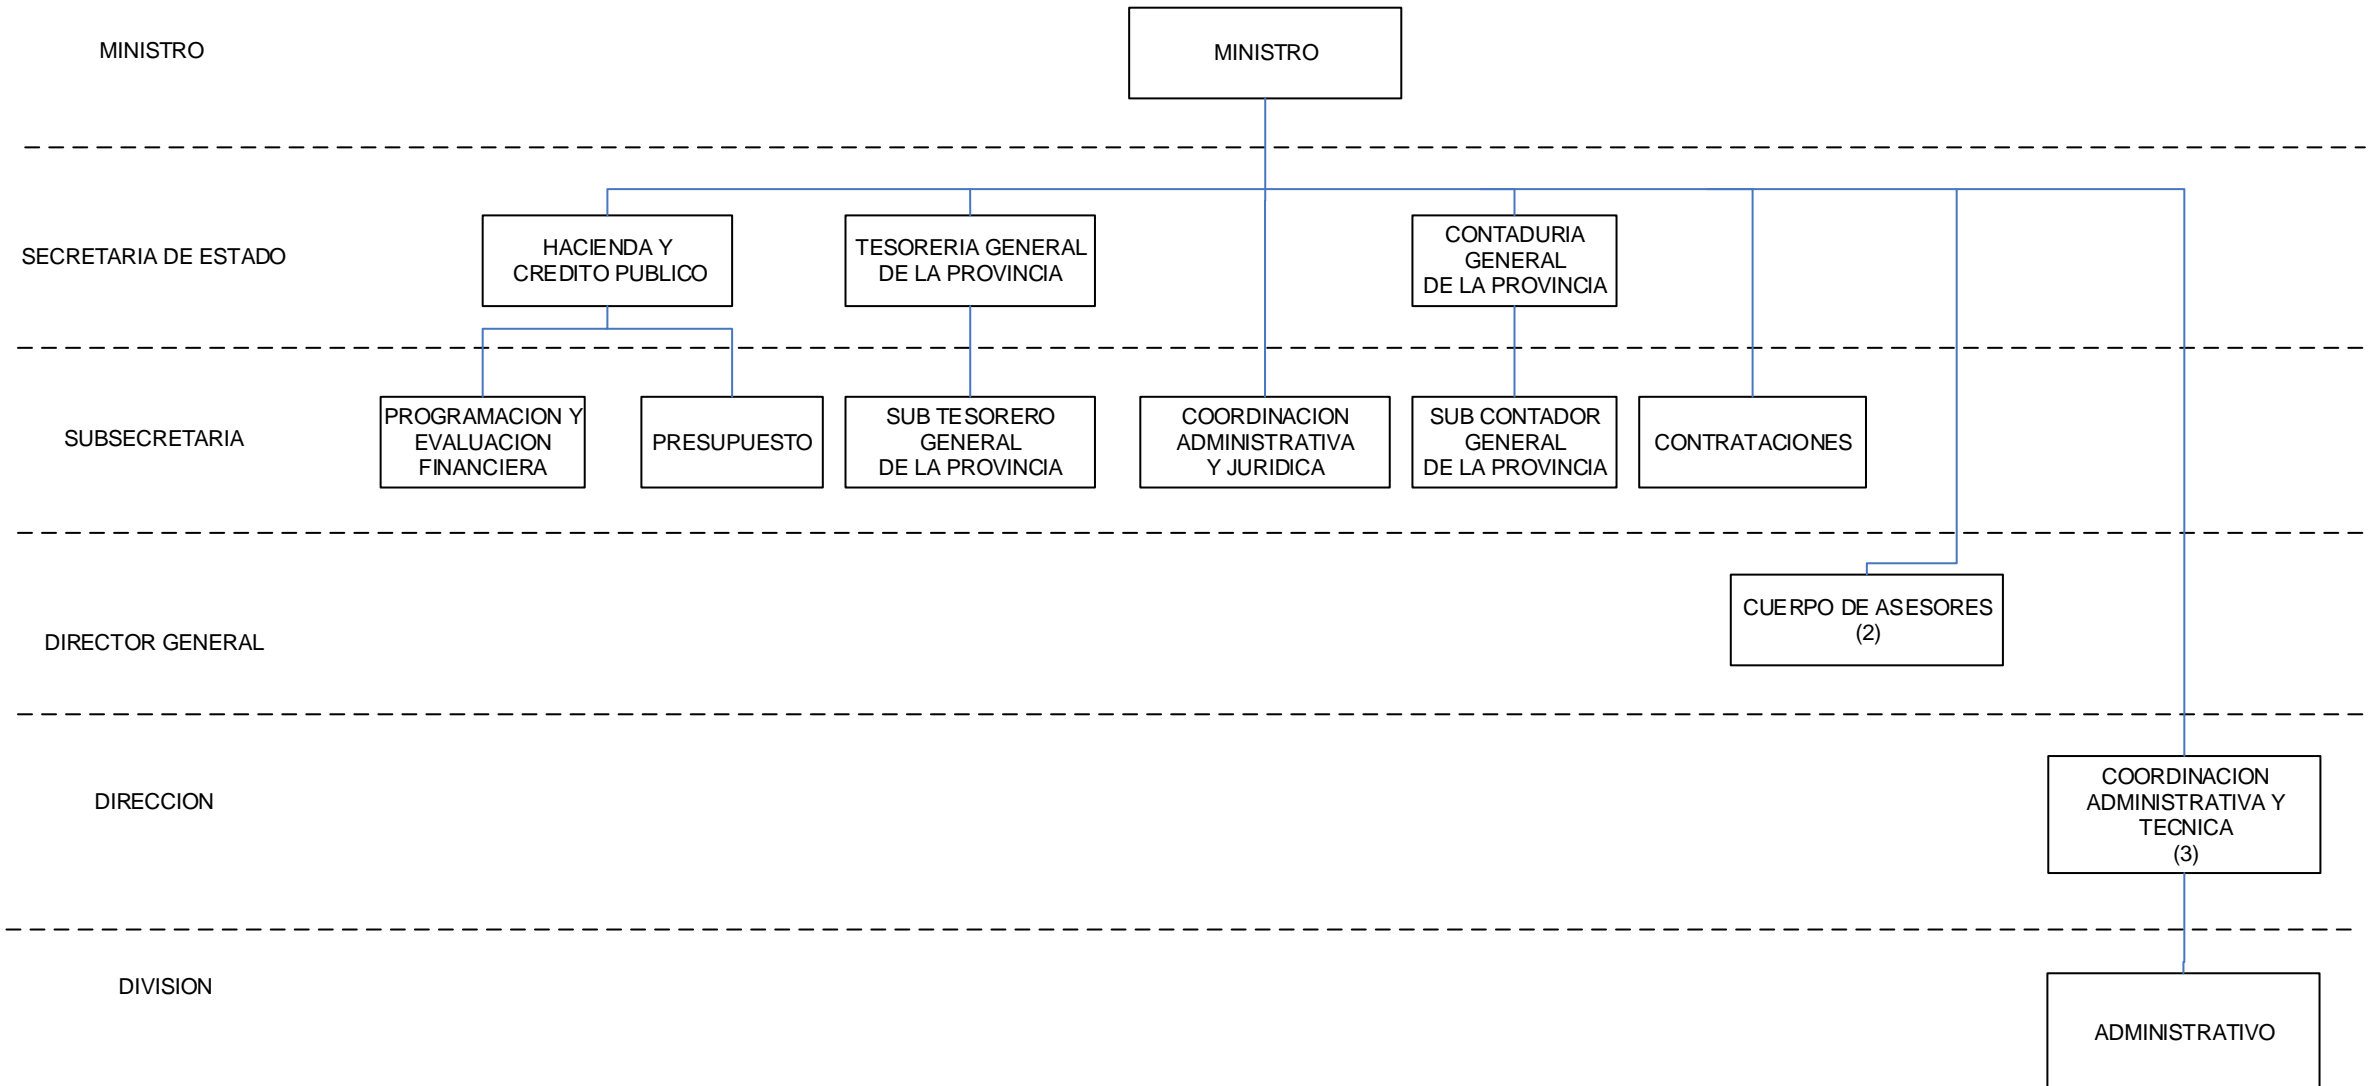 MINISTRO
MINISTRO
SECRETARIA DE ESTADO
HACIENDA Y
CREDITO PUBLICO
TESORERIA GENERAL
DE LA PROVINCIA
CONTADURIA
GENERAL
DE LA PROVINCIA
SUBSECRETARIA
PROGRAMACION Y
EVALUACION
FINANCIERA
PRESUPUESTO
SUB TESORERO
GENERAL
DE LA PROVINCIA
COORDINACION
ADMINISTRATIVA
Y JURIDICA
SUB CONTADOR
GENERAL
DE LA PROVINCIA
CONTRATACIONES
DIRECTOR GENERAL
CUERPO DE ASESORES
(2)
DIRECCION
COORDINACION
ADMINISTRATIVA Y
TECNICA
(3)
DIVISION
ADMINISTRATIVO